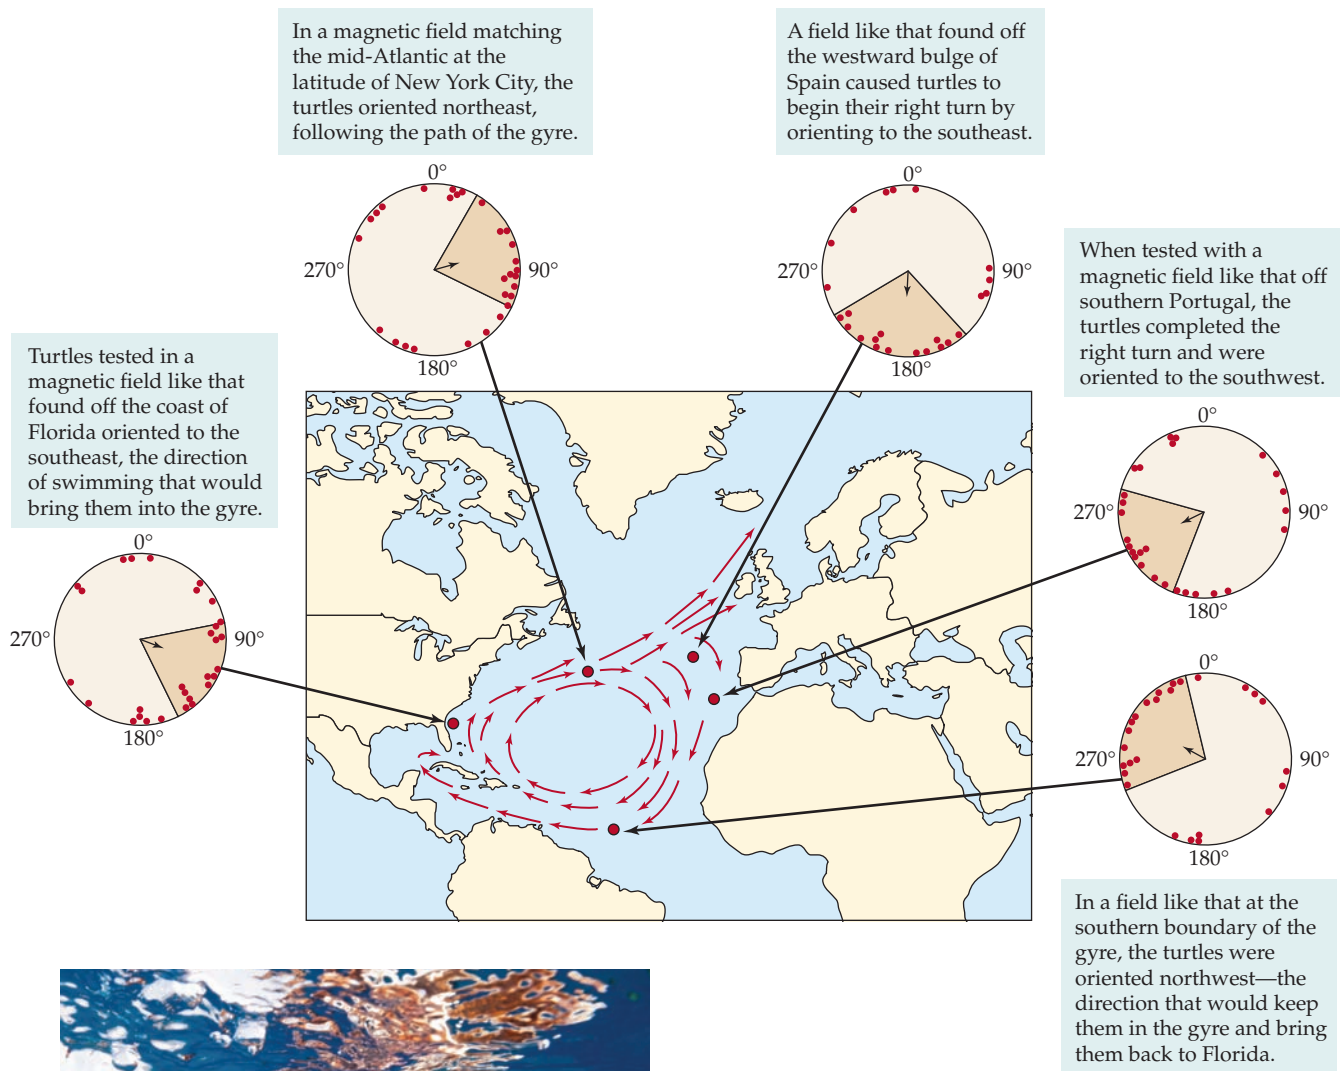 In a magnetic field matching
the mid-Atlantic at the
latitude of New York City, the
turtles oriented northeast,
following the path of the gyre.
A field like that found off
the westward bulge of
Spain caused turtles to
begin their right turn by
orienting to the southeast.
0°
270°
90°
180°
0°
270°
90°
180°
When tested with a
magnetic field like that off
southern Portugal, the
turtles completed the
right turn and were
oriented to the southwest.
Turtles tested in a
magnetic field like that
found off the coast of
Florida oriented to the
southeast, the direction
of swimming that would
bring them into the gyre.
0°
270°
90°
180°
0°
270°
90°
180°
0°
270°
90°
180°
In a field like that at the
southern boundary of the
gyre, the turtles were
oriented northwest—the
direction that would keep
them in the gyre and bring
them back to Florida.